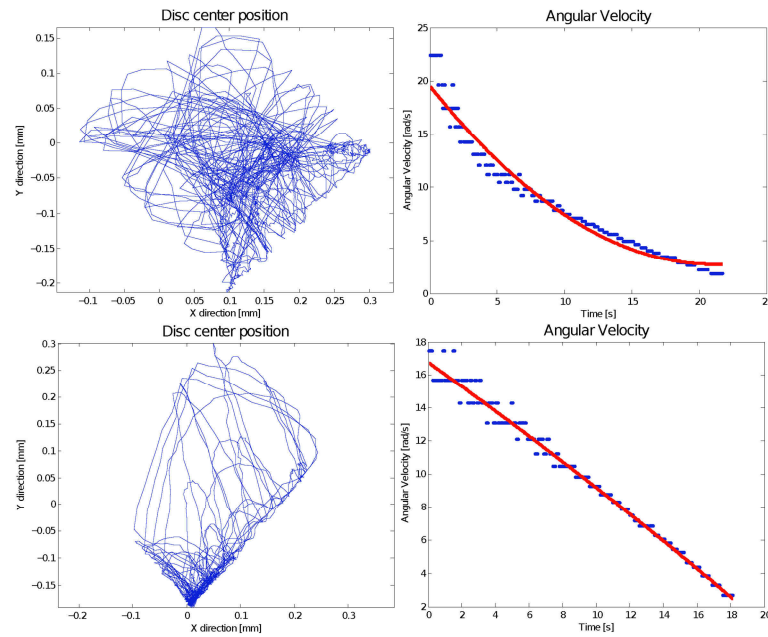 Disc center position
0.15
0.10
0.05
0
−0.05
−0.1
−0.15
−0.2
Y direction [mm]
−0.1 −0.05 0 0.05 0.1 0.15 0.2 0.25 0.3
X direction [mm]
Angular Velocity
25
20
15
10
5
0
Angular Velocity [rad/s]
0 5 10 15 20 25
Time [s]
Disc center position
0.3
0.25
0.2
0.15
0.1
0.05
0
−0.05
−0.1
−0.15
Y direction [mm]
−0.2 −0.1 0 0.1 0.2 0.3
X direction [mm]
Angular Velocity
18
16
14
12
10
8
6
4
2
Angular Velocity [rad/s]
0 2 4 6 8 10 12 14 16 18 20
Time [s]